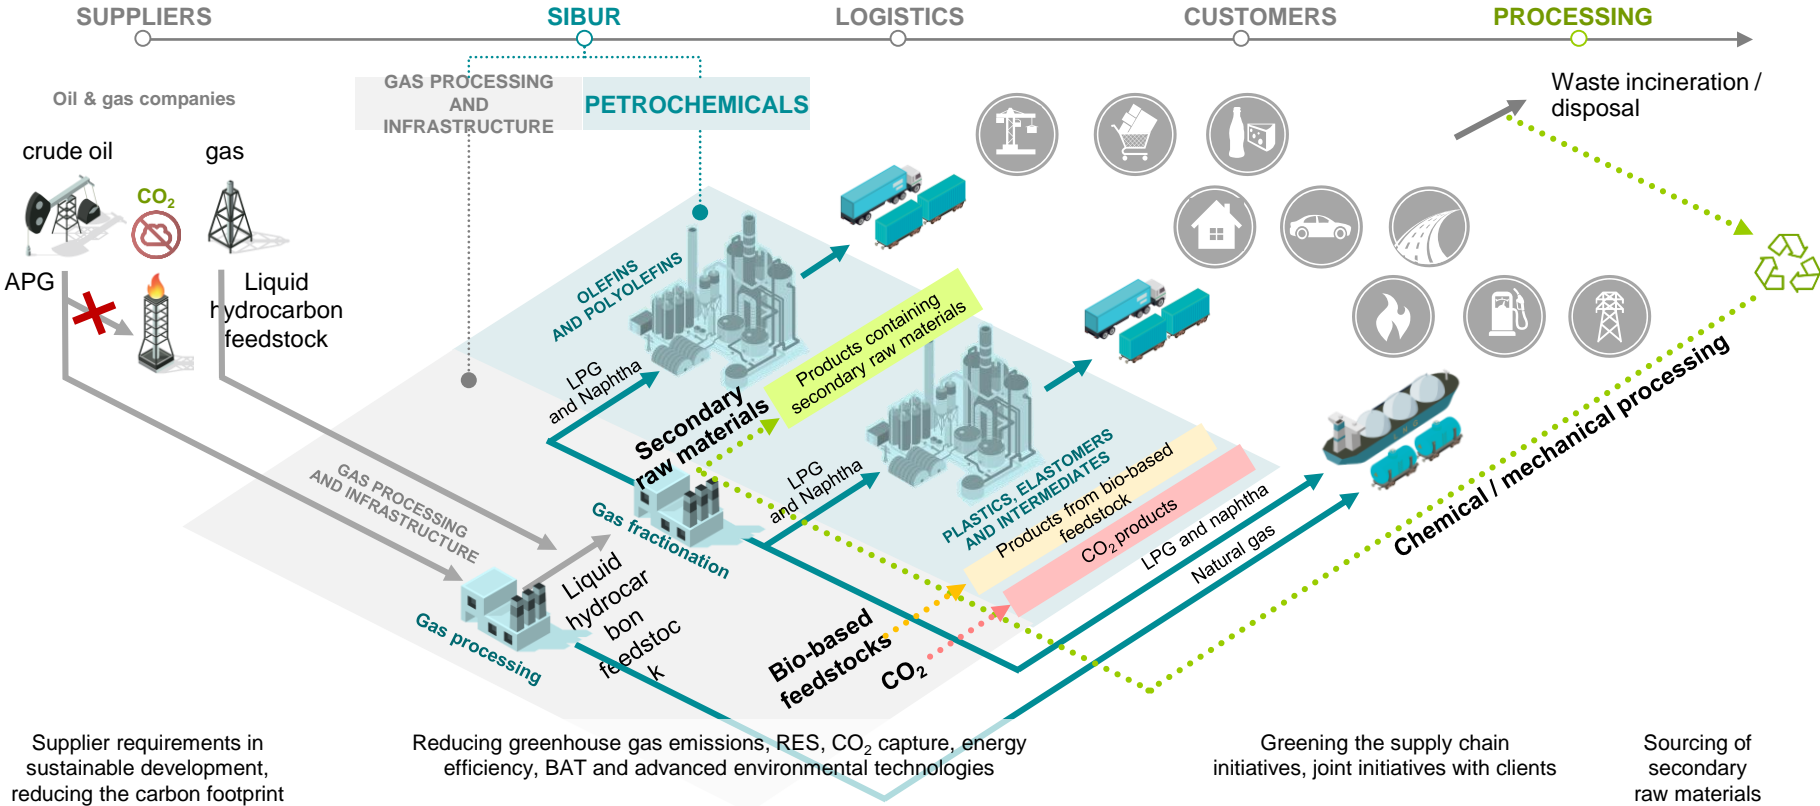 SUPPLIERS
SIBUR
LOGISTICS
CUSTOMERS
PROCESSING
Oil & gas companies
crude oil
gas
CO₂
APG
Liquid
hydrocarbon
feedstock
GAS PROCESSING
AND
INFRASTRUCTURE
PETROCHEMICALS
Waste incineration /
disposal
OLEFINS
AND POLYOLEFINS
LPG
and Naphtha
Products containing
secondary raw materials
Secondary
raw materials
GAS PROCESSING
AND INFRASTRUCTURE
Gas fractionation
LPG
and Naphtha
PLASTICS, ELASTOMERS
AND INTERMEDIATES
Products from bio-based
feedstock
CO₂ products
LPG and naphtha
Natural gas
Chemical / mechanical processing
Gas processing
Liquid
hydrocar
bon
feedstoc
k
Bio-based
feedstocks
CO₂
Supplier requirements in
sustainable development,
reducing the carbon footprint
Reducing greenhouse gas emissions, RES, CO₂ capture, energy
efficiency, BAT and advanced environmental technologies
Greening the supply chain
initiatives, joint initiatives with clients
Sourcing of
secondary
raw materials